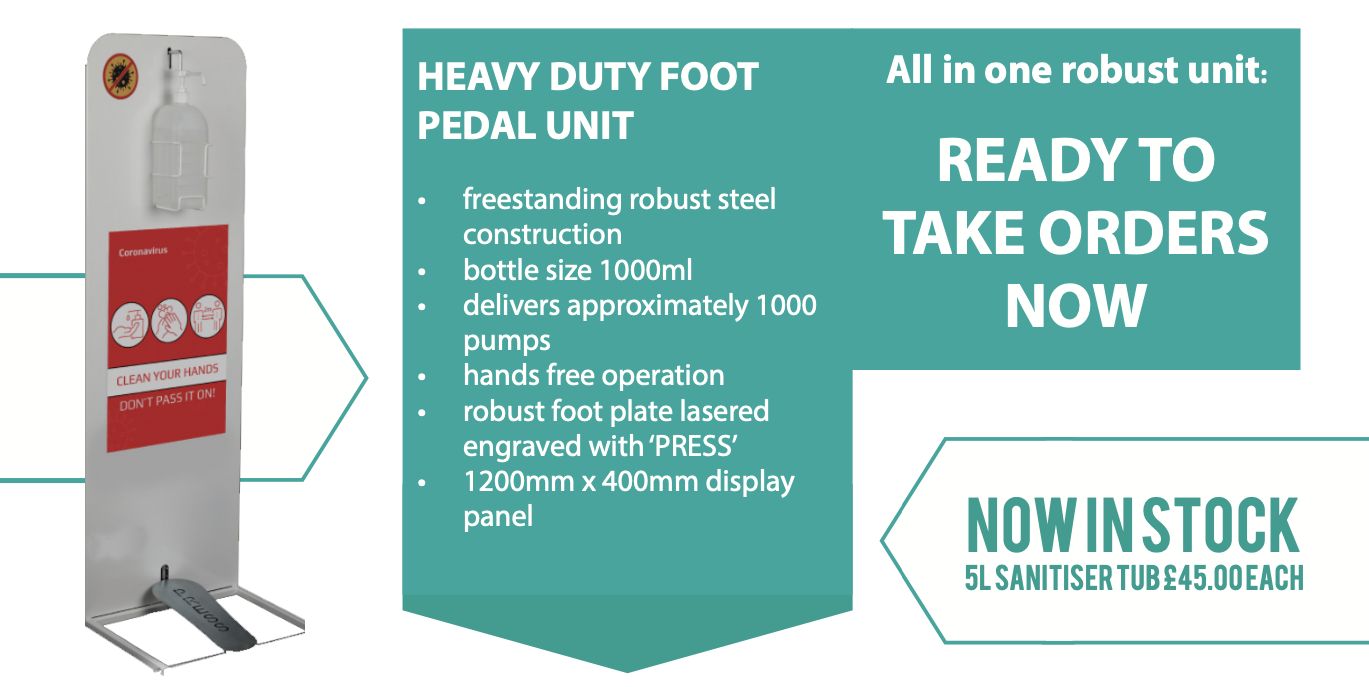 Coronavirus
CLEAN YOUR HANDS
DON'T PASS IT ON!
PRESS
HEAVY DUTY FOOT
PEDAL UNIT
• freestanding robust steel
construction
• bottle size 1000ml
• delivers approximately 1000
pumps
• hands free operation
• robust foot plate lasered
engraved with ‘PRESS’
• 1200mm x 400mm display
panel
All in one robust unit:
READY TO
TAKE ORDERS
NOW
NOW IN STOCK
5L SANITISER TUB £45.00 EACH